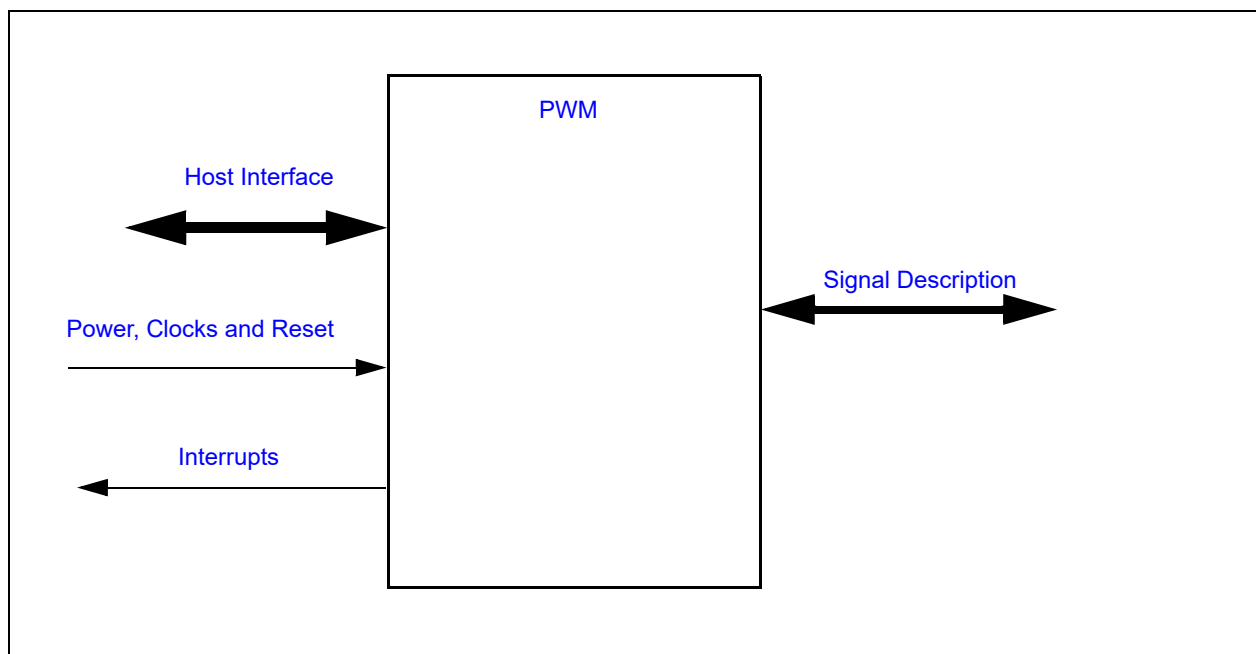 PWM
Host Interface
Signal Description
Power, Clocks and Reset
Interrupts